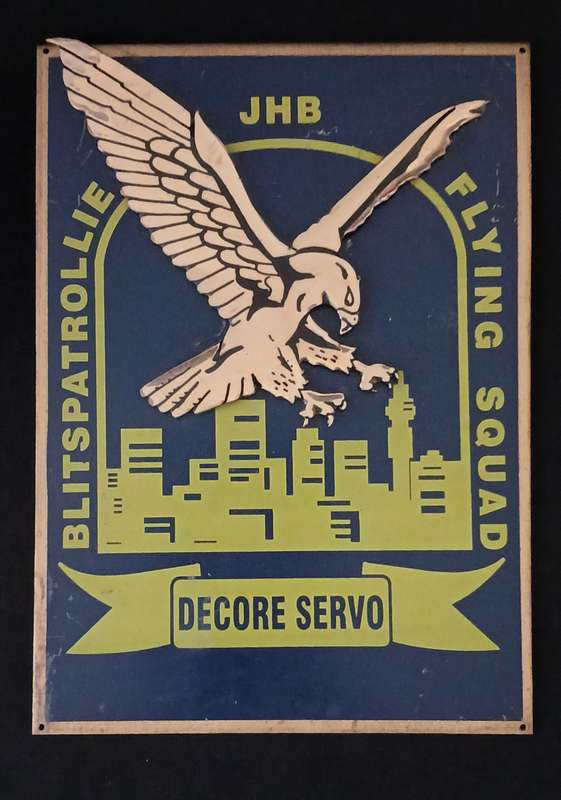 JHB
BLITSPATROLLIE
FLYING SQUAD
DECORE SERVO